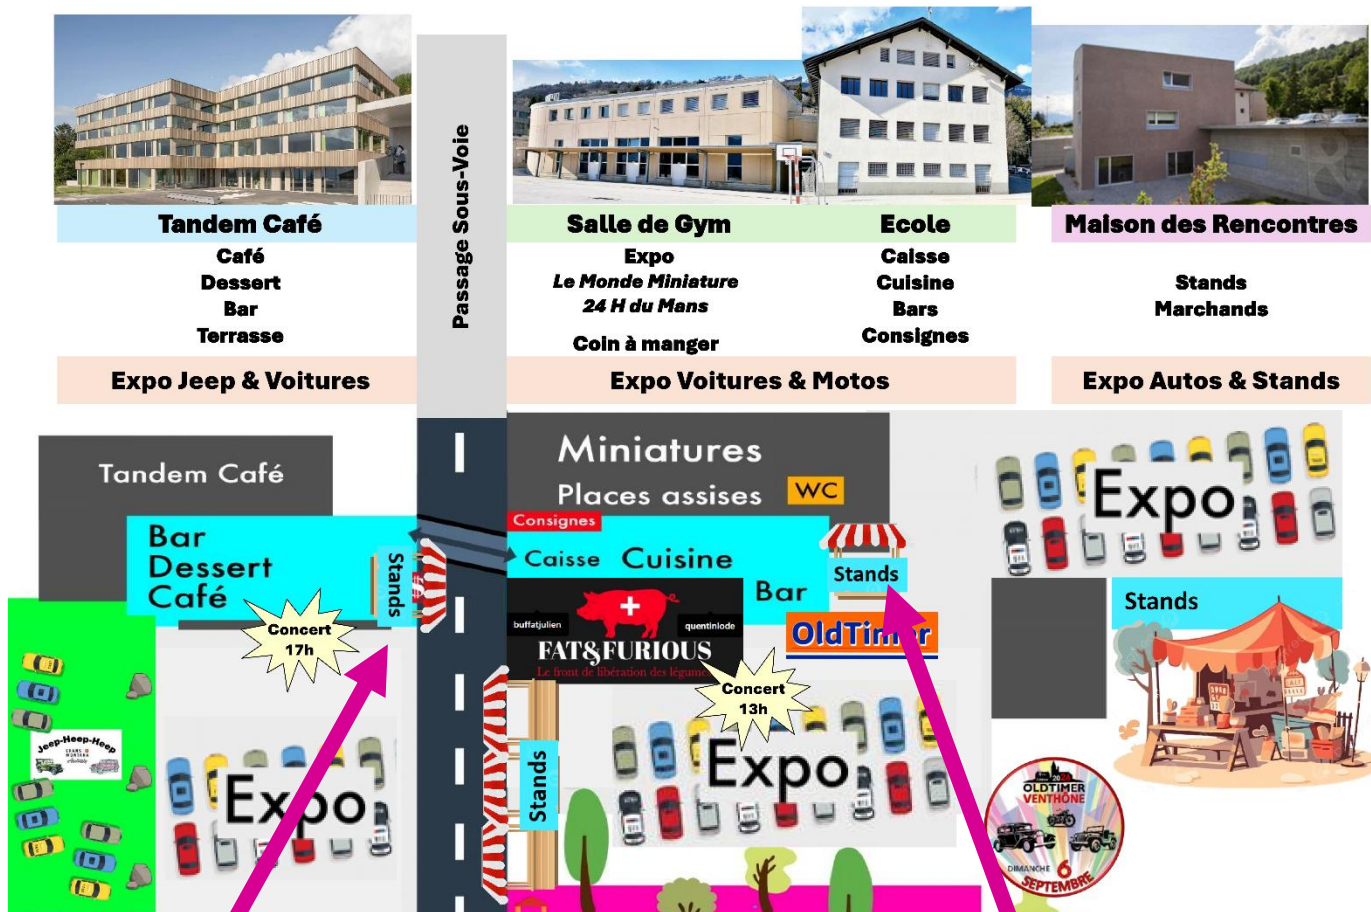 Passage Sous-Voie
Tandem Café
Café
Dessert
Bar
Terrasse
Expo Jeep & Voitures
Salle de Gym
Expo
Le Monde Miniature
24 H du Mans
Coin à manger
Ecole
Caisse
Cuisine
Bars
Consignes
Expo Voitures & Motos
Maison des Rencontres
Stands
Marchands
Expo Autos & Stands
Tandem Café
Bar
Dessert
Café
Stands
Concert
17h
Jeep-Heep-Heep
Expo
Miniatures
Places assises
WC
Consignes
Caisse
Cuisine
Bar
Stands
buffatjulien
quentinlode
FAT&FURIOUS
Le front de libération des légumes
OldTimer
Concert
13h
Stands
Expo
Expo
Stands
OLDTIMER
VENTHÔNE
DIMANCHE 6
SEPTEMBRE